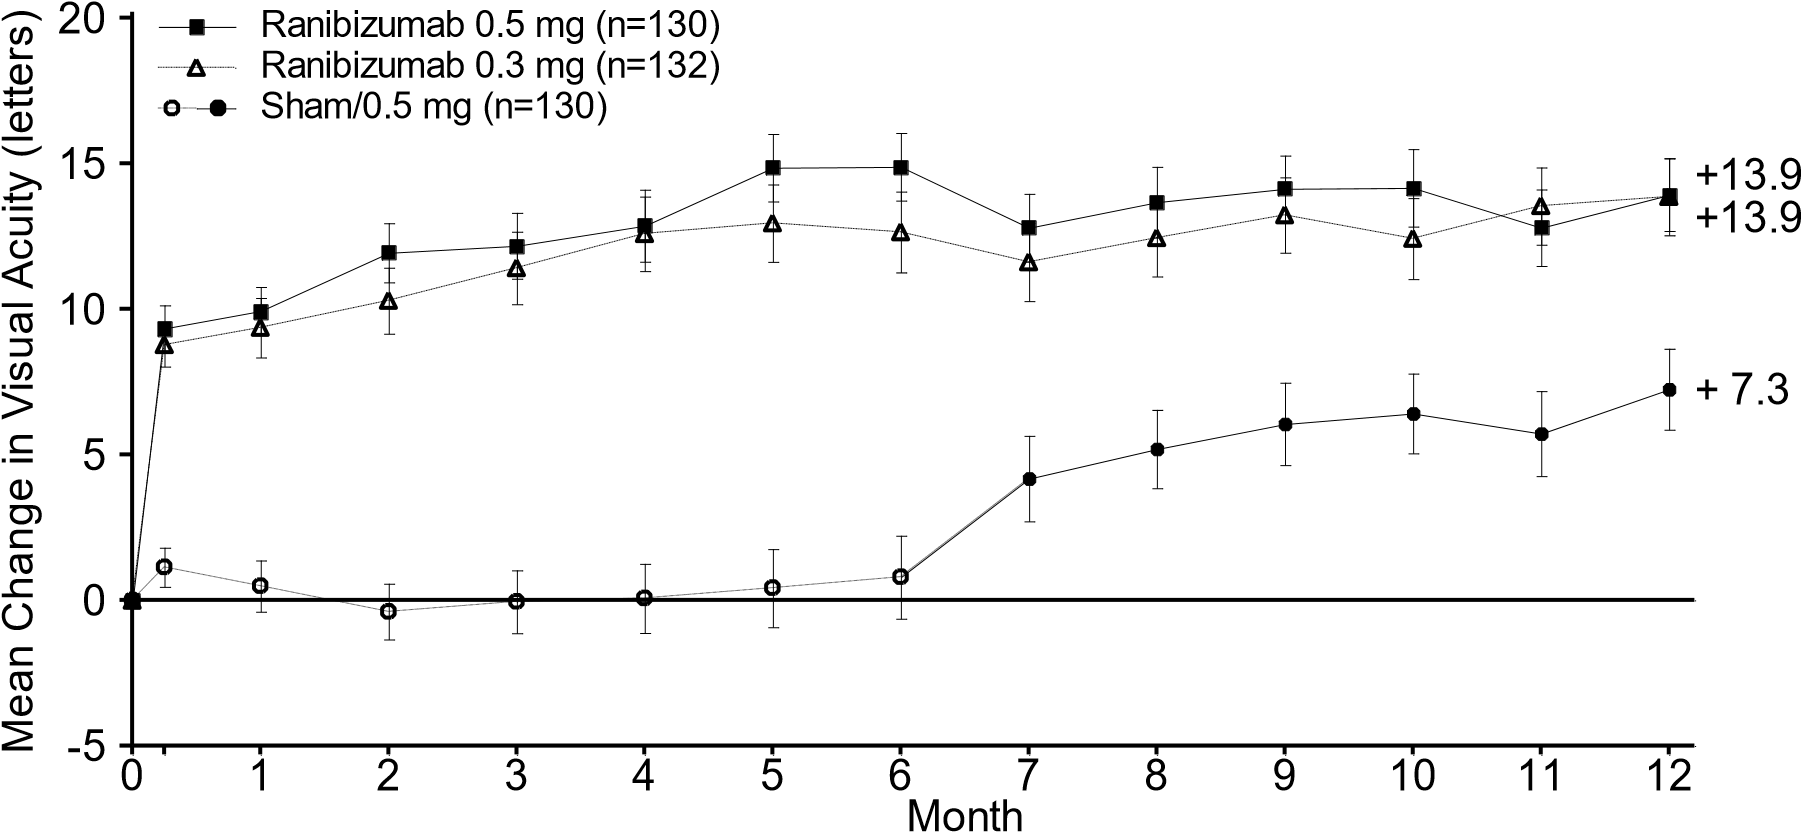 Mean Change in Visual Acuity (letters)
20
15
10
5
0
-5
Ranibizumab 0.5 mg (n=130)
Ranibizumab 0.3 mg (n=132)
Sham/0.5 mg (n=130)
+13.9
+13.9
+ 7.3
0 1 2 3 4 5 6 7 8 9 10 11 12
Month